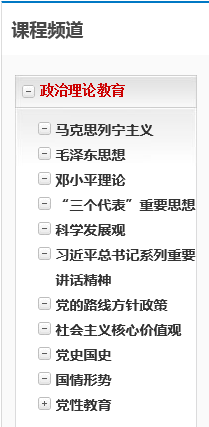 课程频道
政治理论教育
马克思列宁主义
毛泽东思想
邓小平理论
“三个代表”重要思想
科学发展观
习近平总书记系列重要
讲话精神
党的路线方针政策
社会主义核心价值观
党史国史
国情形势
党性教育